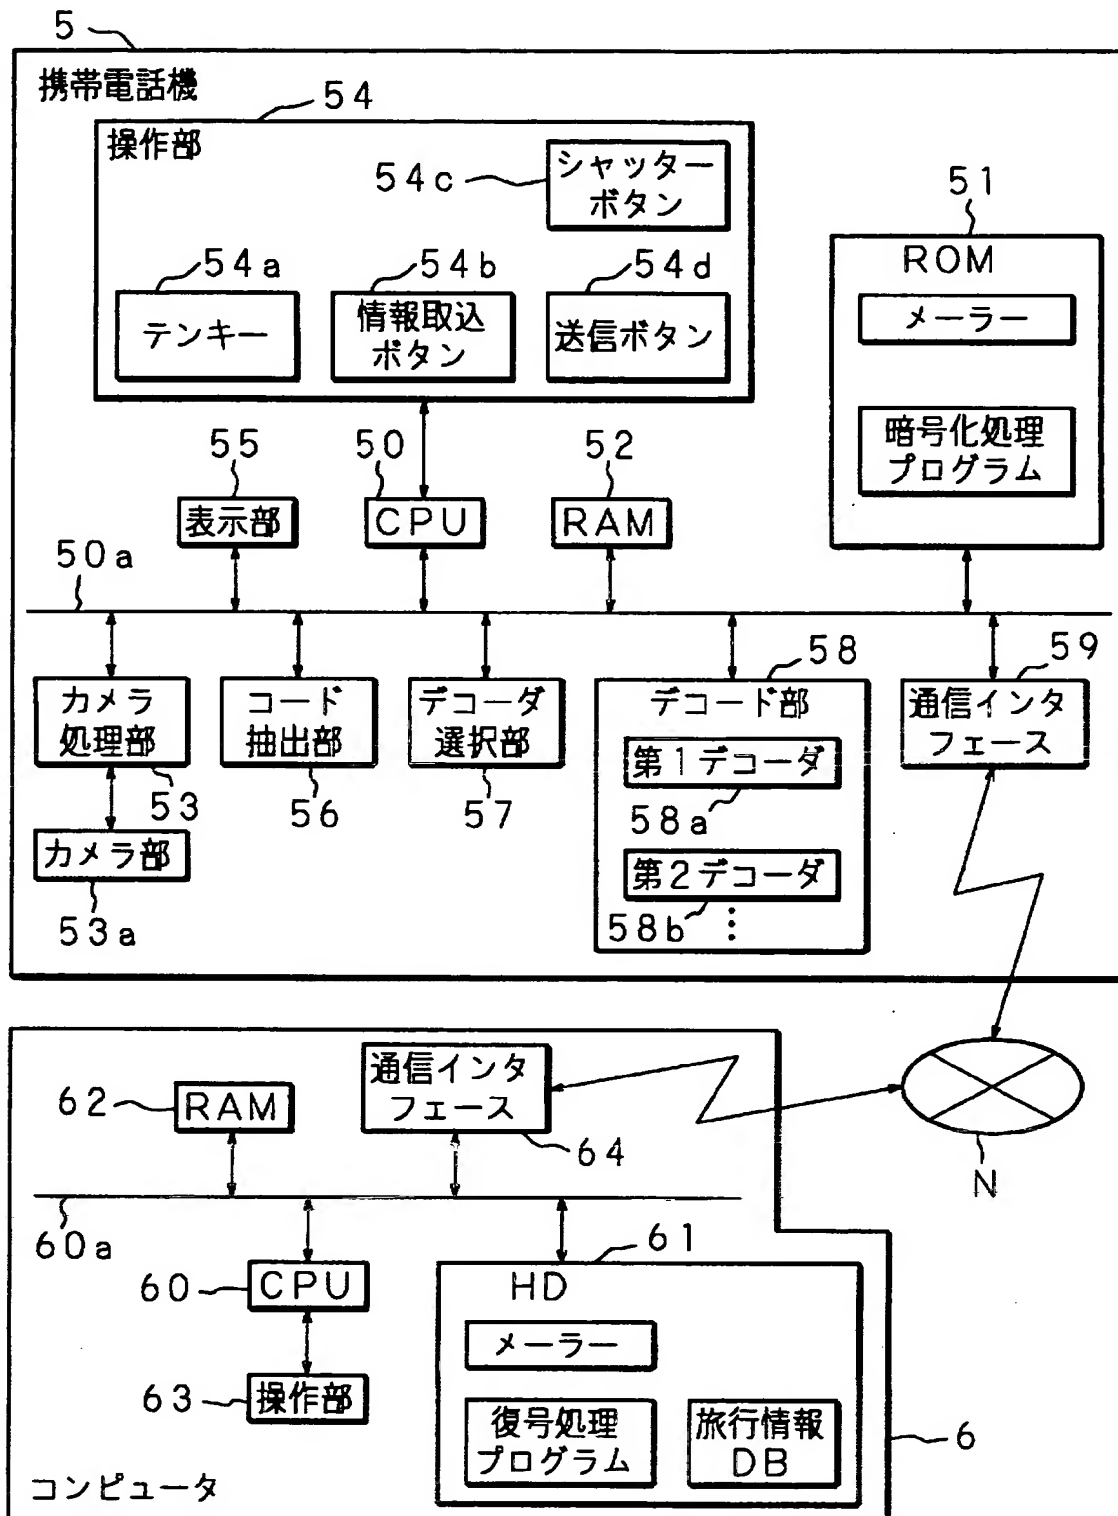 5
携帯電話機
54
操作部
54c
シャッター
ボタン
54a
テンキー
54b
情報取込
ボタン
54d
送信ボタン
51
ROM
メーラー
暗号化処理
プログラム
55
表示部
50
CPU
52
RAM
50a
カメラ
処理部
53
カメラ部
53a
コード
抽出部
56
デコーダ
選択部
57
58
デコード部
第1デコーダ
58a
第2デコーダ
58b
⋮
59
通信インタ
フェース
N
62
RAM
通信インタ
フェース
64
60a
60
CPU
63
操作部
61
HD
メーラー
復号処理
プログラム
旅行情報
DB
6
コンピュータ